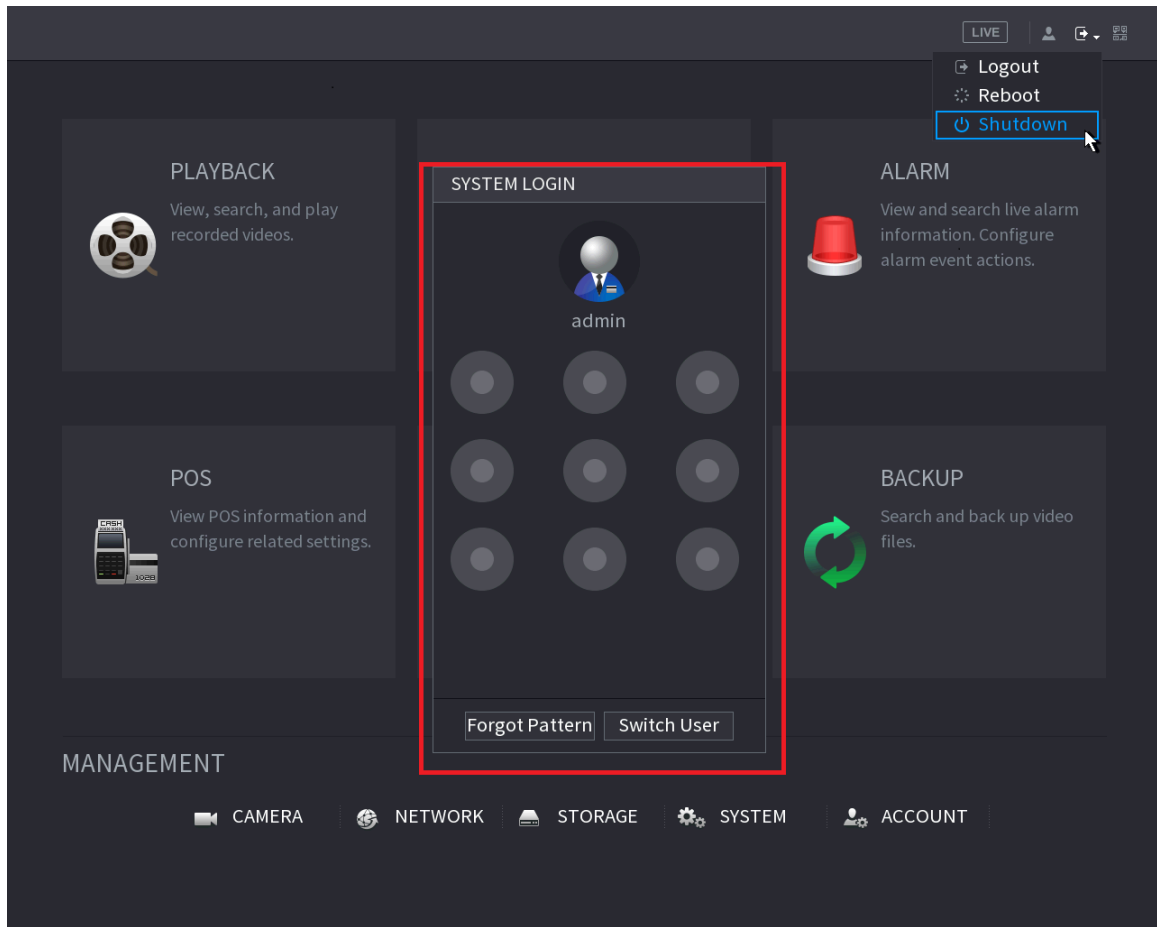 LIVE
Logout
Reboot
Shutdown
PLAYBACK
View, search, and play
recorded videos.
SYSTEM LOGIN
admin
Forgot Pattern
Switch User
ALARM
View and search live alarm
information. Configure
alarm event actions.
POS
View POS information and
configure related settings.
CASH
1028
BACKUP
Search and back up video
files.
MANAGEMENT
CAMERA
NETWORK
STORAGE
SYSTEM
ACCOUNT